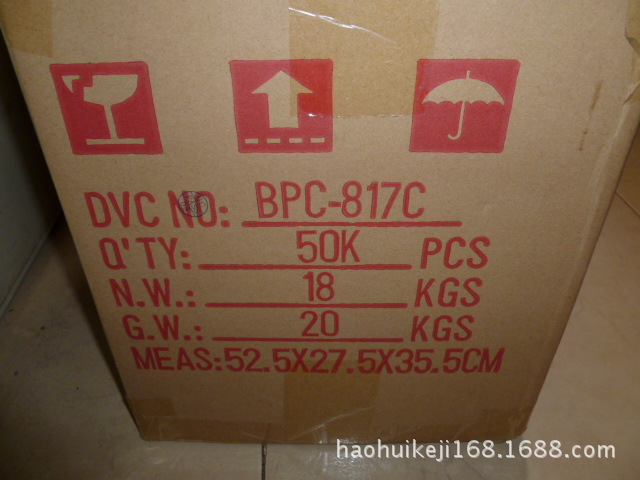 DVC NO: BPC-817C
Q'TY: 50K PCS
N.W.: 18 KGS
G.W.: 20 KGS
MEAS:52.5X27.5X35.5CM
haohuikeji168.1688.com